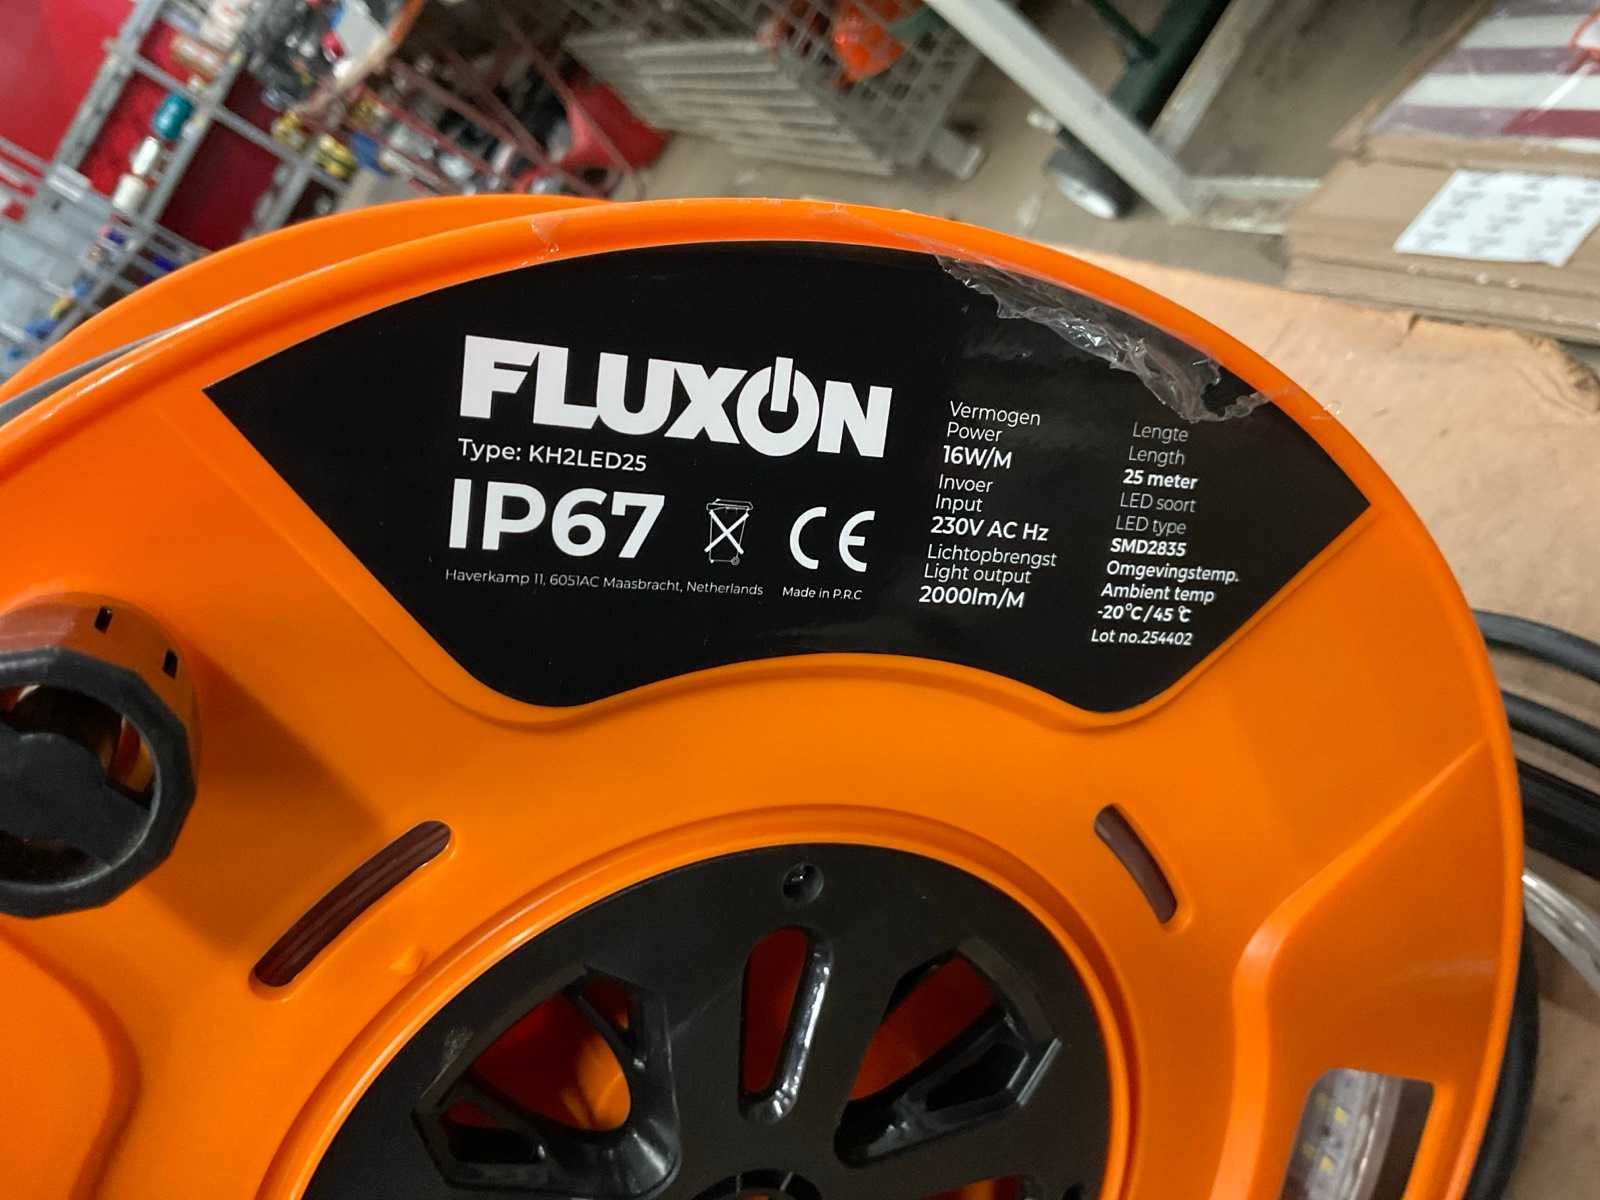 FLUXON
Type: KH2LED25
IP67
CE
Haverkamp 11, 6051AC Maasbracht, Netherlands
Made in P.R.C
Vermogen
Power
16W/M
Invoer
Input
230V AC Hz
Lichtopbrengst
Light output
2000lm/M
Lengte
Length
25 meter
LED soort
LED type
SMD2835
Omgevingstemp.
Ambient temp
-20°C/45°C
Lot no.254402